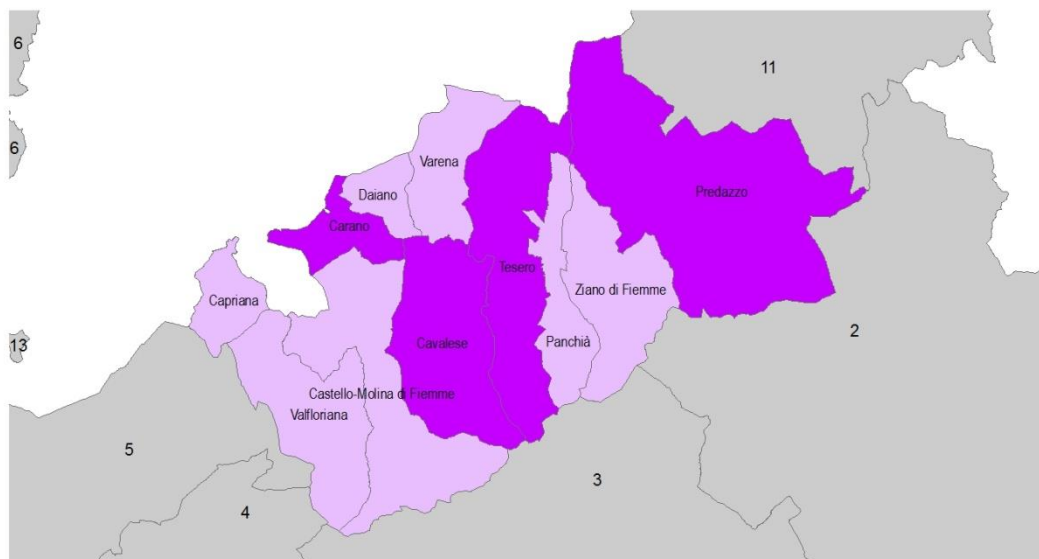 6
11
6
Varena
Daiano
Predazzo
Carano
Tesero
Capriana
Ziano di Fiemme
2
13
Cavalese
Panchià
Castello-Molina di Fiemme
Valfloriana
5
3
4